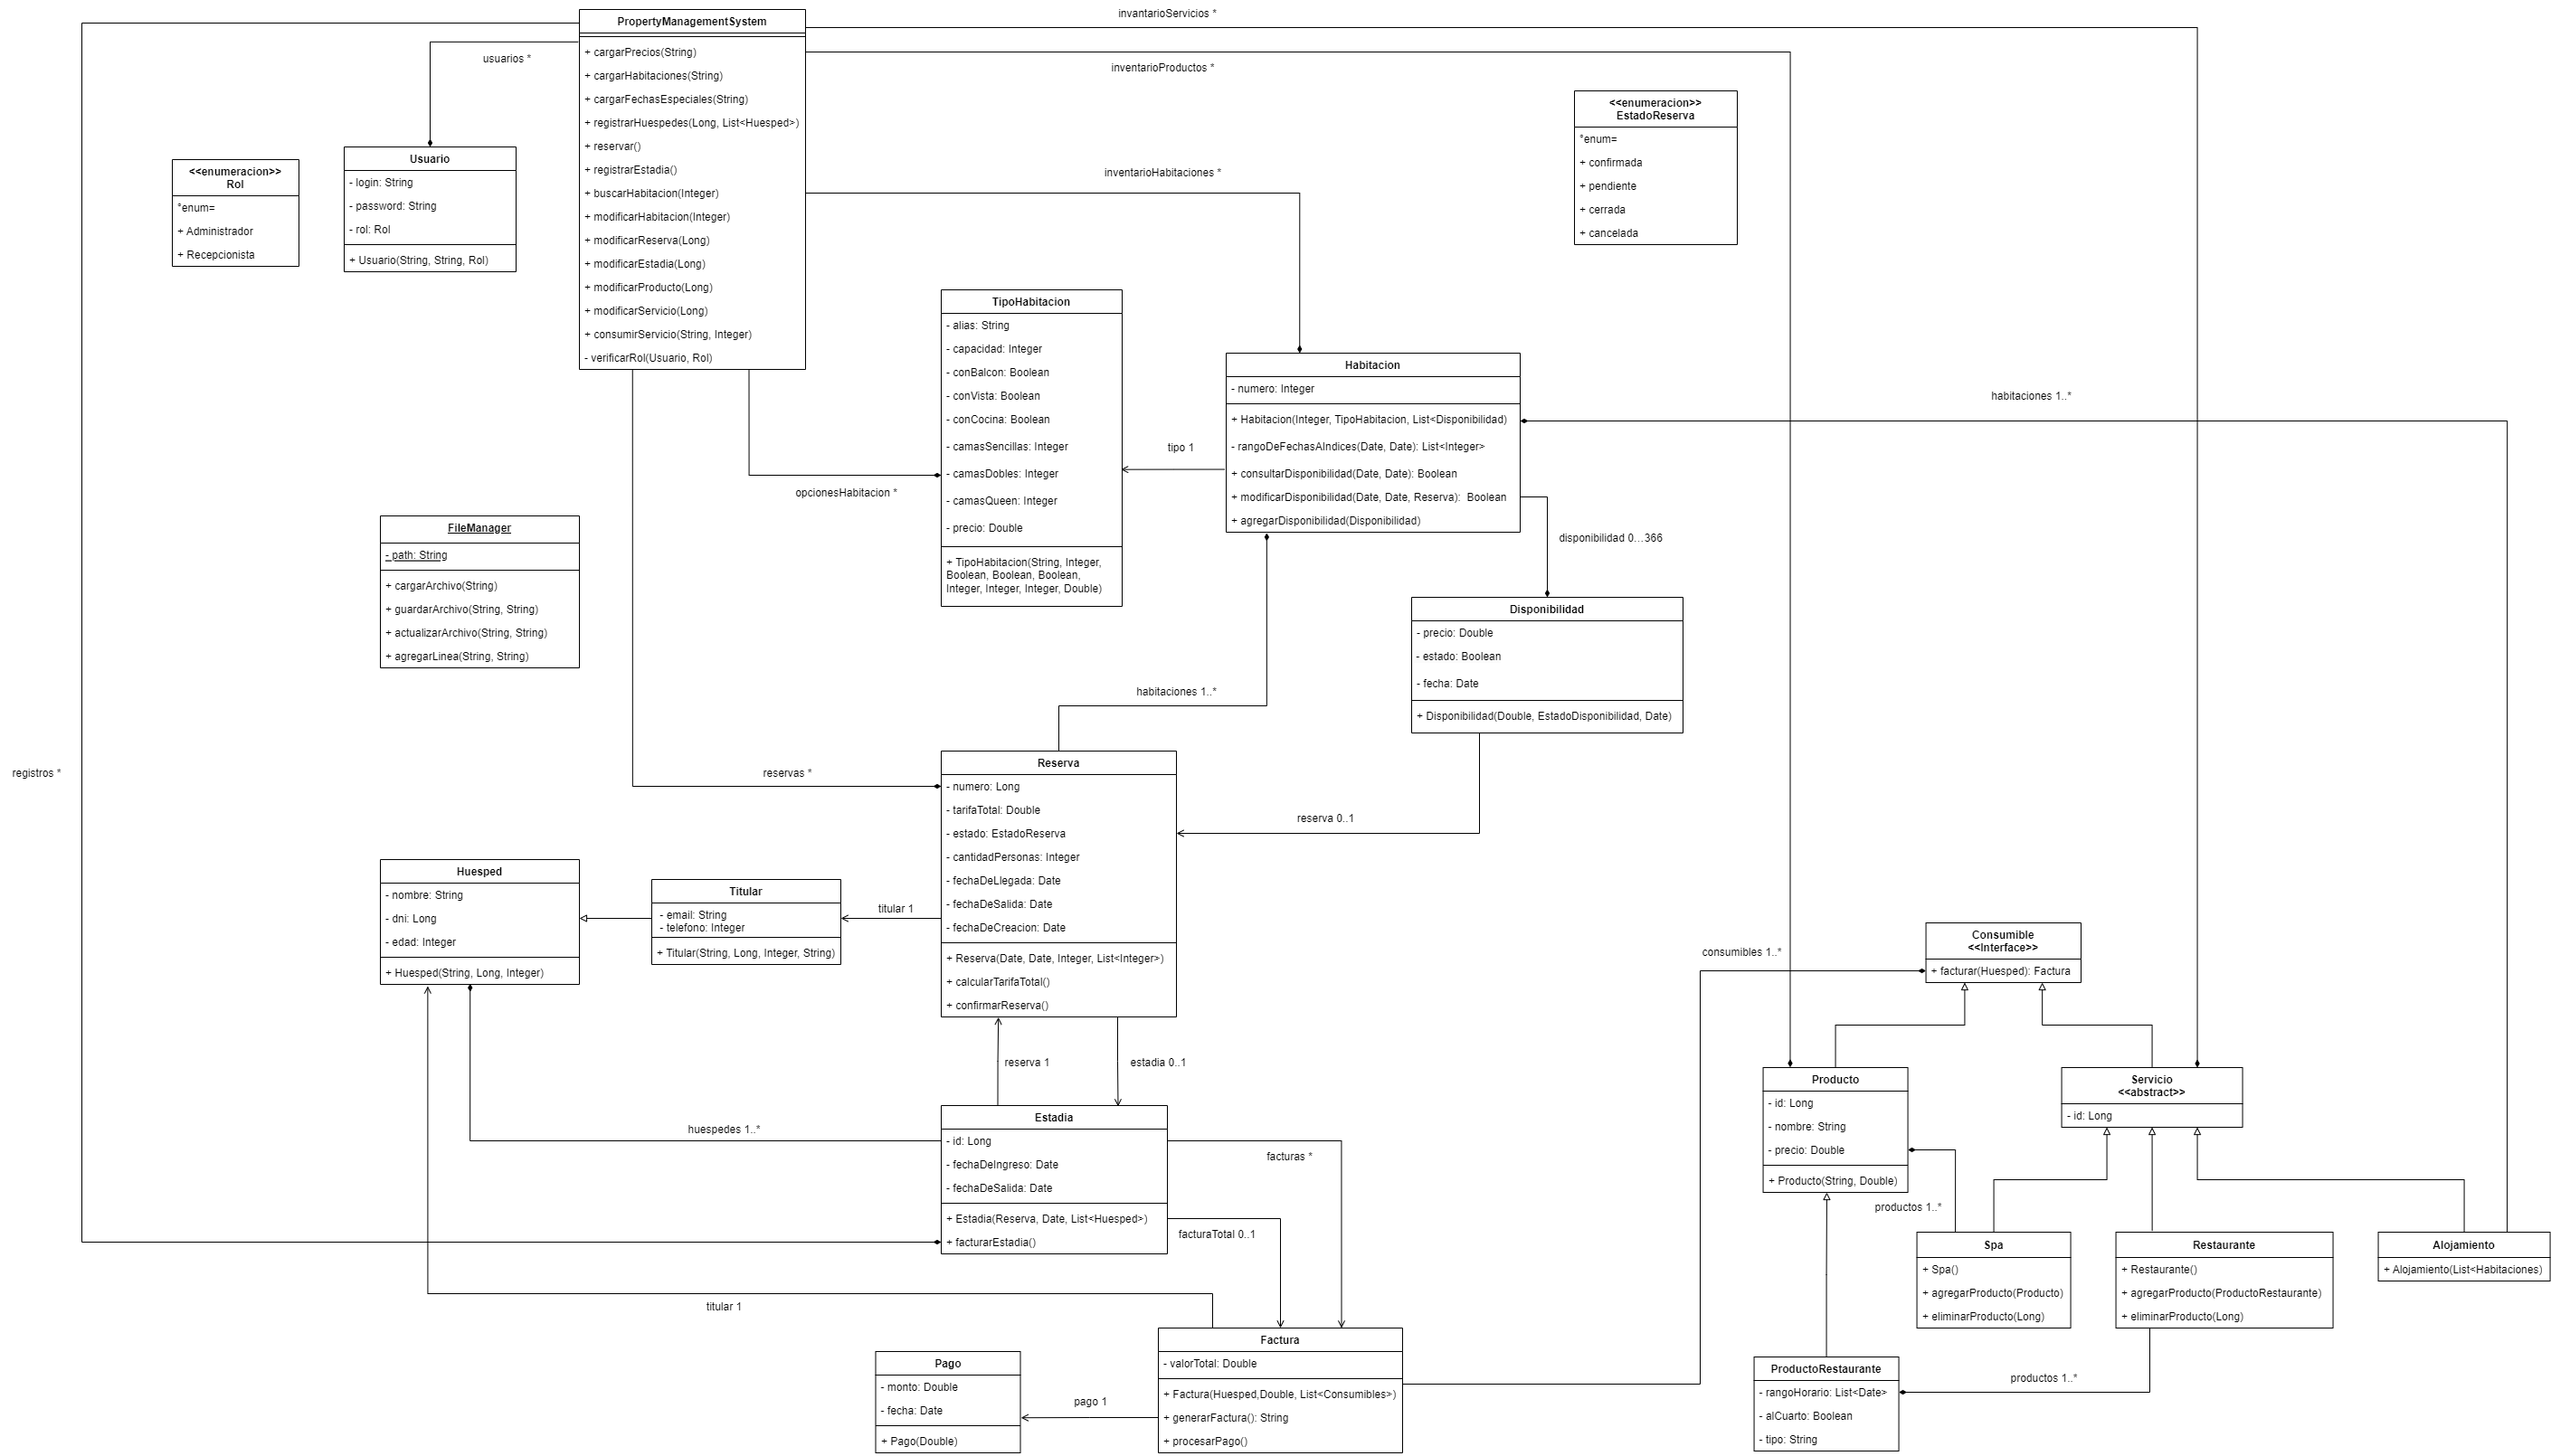 PropertyManagementSystem
+ cargarPrecios(String)
+ cargarHabitaciones(String)
+ cargarFechasEspeciales(String)
+ registrarHuespedes(Long, List<Huesped>)
+ reservar()
+ registrarEstadia()
+ buscarHabitacion(Integer)
+ modificarHabitacion(Integer)
+ modificarReserva(Long)
+ modificarEstadia(Long)
+ modificarProducto(Long)
+ modificarServicio(Long)
+ consumirServicio(String, Integer)
- verificarRol(Usuario, Rol)
invantarioServicios *
inventarioProductos *
usuarios *
inventarioHabitaciones *
<<enumeracion>>
EstadoReserva
*enum=
+ confirmada
+ pendiente
+ cerrada
+ cancelada
<<enumeracion>>
Rol
*enum=
+ Administrador
+ Recepcionista
Usuario
- login: String
- password: String
- rol: Rol
+ Usuario(String, String, Rol)
TipoHabitacion
- alias: String
- capacidad: Integer
- conBalcon: Boolean
- conVista: Boolean
- conCocina: Boolean
- camasSencillas: Integer
- camasDobles: Integer
- camasQueen: Integer
- precio: Double
+ TipoHabitacion(String, Integer,
Boolean, Boolean, Boolean,
Integer, Integer, Integer, Double)
opcionesHabitacion *
tipo 1
Habitacion
- numero: Integer
+ Habitacion(Integer, TipoHabitacion, List<Disponibilidad)
- rangoDeFechasAIndices(Date, Date): List<Integer>
+ consultarDisponibilidad(Date, Date): Boolean
+ modificarDisponibilidad(Date, Date, Reserva):  Boolean
+ agregarDisponibilidad(Disponibilidad)
habitaciones 1..*
disponibilidad 0...366
FileManager
- path: String
+ cargarArchivo(String)
+ guardarArchivo(String, String)
+ actualizarArchivo(String, String)
+ agregarLinea(String, String)
Disponibilidad
- precio: Double
- estado: Boolean
- fecha: Date
+ Disponibilidad(Double, EstadoDisponibilidad, Date)
habitaciones 1..*
registros *
reservas *
reserva 0..1
Reserva
- numero: Long
- tarifaTotal: Double
- estado: EstadoReserva
- cantidadPersonas: Integer
- fechaDeLlegada: Date
- fechaDeSalida: Date
- fechaDeCreacion: Date
+ Reserva(Date, Date, Integer, List<Integer>)
+ calcularTarifaTotal()
+ confirmarReserva()
Huesped
- nombre: String
- dni: Long
- edad: Integer
+ Huesped(String, Long, Integer)
Titular
- email: String
- telefono: Integer
+ Titular(String, Long, Integer, String)
titular 1
consumibles 1..*
Consumible
<<Interface>>
+ facturar(Huesped): Factura
reserva 1
estadia 0..1
huespedes 1..*
Estadia
- id: Long
- fechaDeIngreso: Date
- fechaDeSalida: Date
+ Estadia(Reserva, Date, List<Huesped>)
+ facturarEstadia()
facturas *
facturaTotal 0..1
Producto
- id: Long
- nombre: String
- precio: Double
+ Producto(String, Double)
Servicio
<<abstract>>
- id: Long
productos 1..*
Spa
+ Spa()
+ agregarProducto(Producto)
+ eliminarProducto(Long)
Restaurante
+ Restaurante()
+ agregarProducto(ProductoRestaurante)
+ eliminarProducto(Long)
Alojamiento
+ Alojamiento(List<Habitaciones)
titular 1
Factura
- valorTotal: Double
+ Factura(Huesped,Double, List<Consumibles>)
+ generarFactura(): String
+ procesarPago()
Pago
- monto: Double
- fecha: Date
+ Pago(Double)
pago 1
ProductoRestaurante
- rangoHorario: List<Date>
- alCuarto: Boolean
- tipo: String
productos 1..*